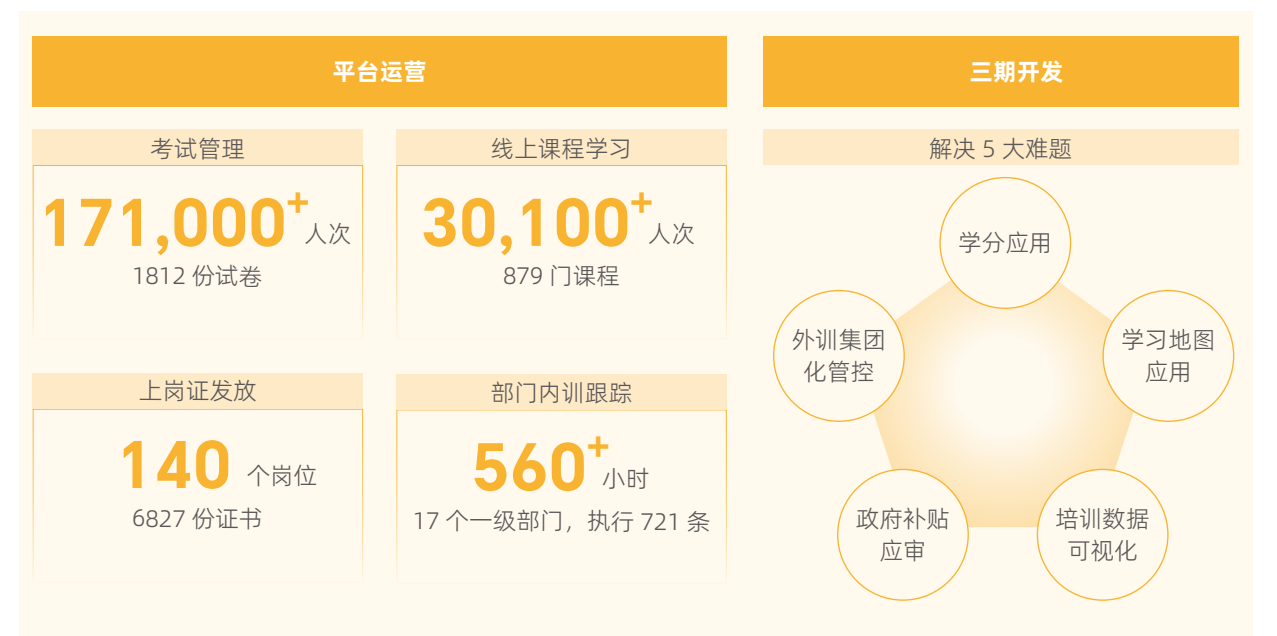 平台运营
考试管理
171,000+人次
1812 份试卷
线上课程学习
30,100+人次
879 门课程
上岗证发放
140 个岗位
6827 份证书
部门内训跟踪
560+小时
17 个一级部门，执行 721 条
三期开发
解决 5 大难题
学分应用
外训集团
化管控
学习地图
应用
政府补贴
应审
培训数据
可视化